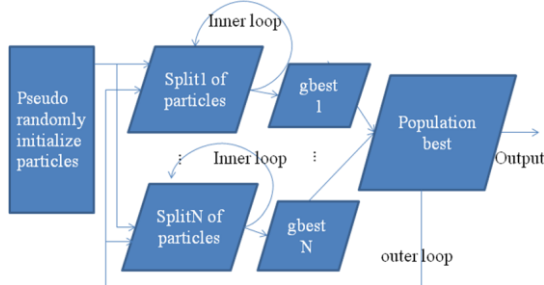 Inner loop
Pseudo
randomly
initialize
particles
Split1 of
particles
gbest
1
Population
best
Output
⋮
Inner loop
⋮
SplitN of
particles
gbest
N
outer loop